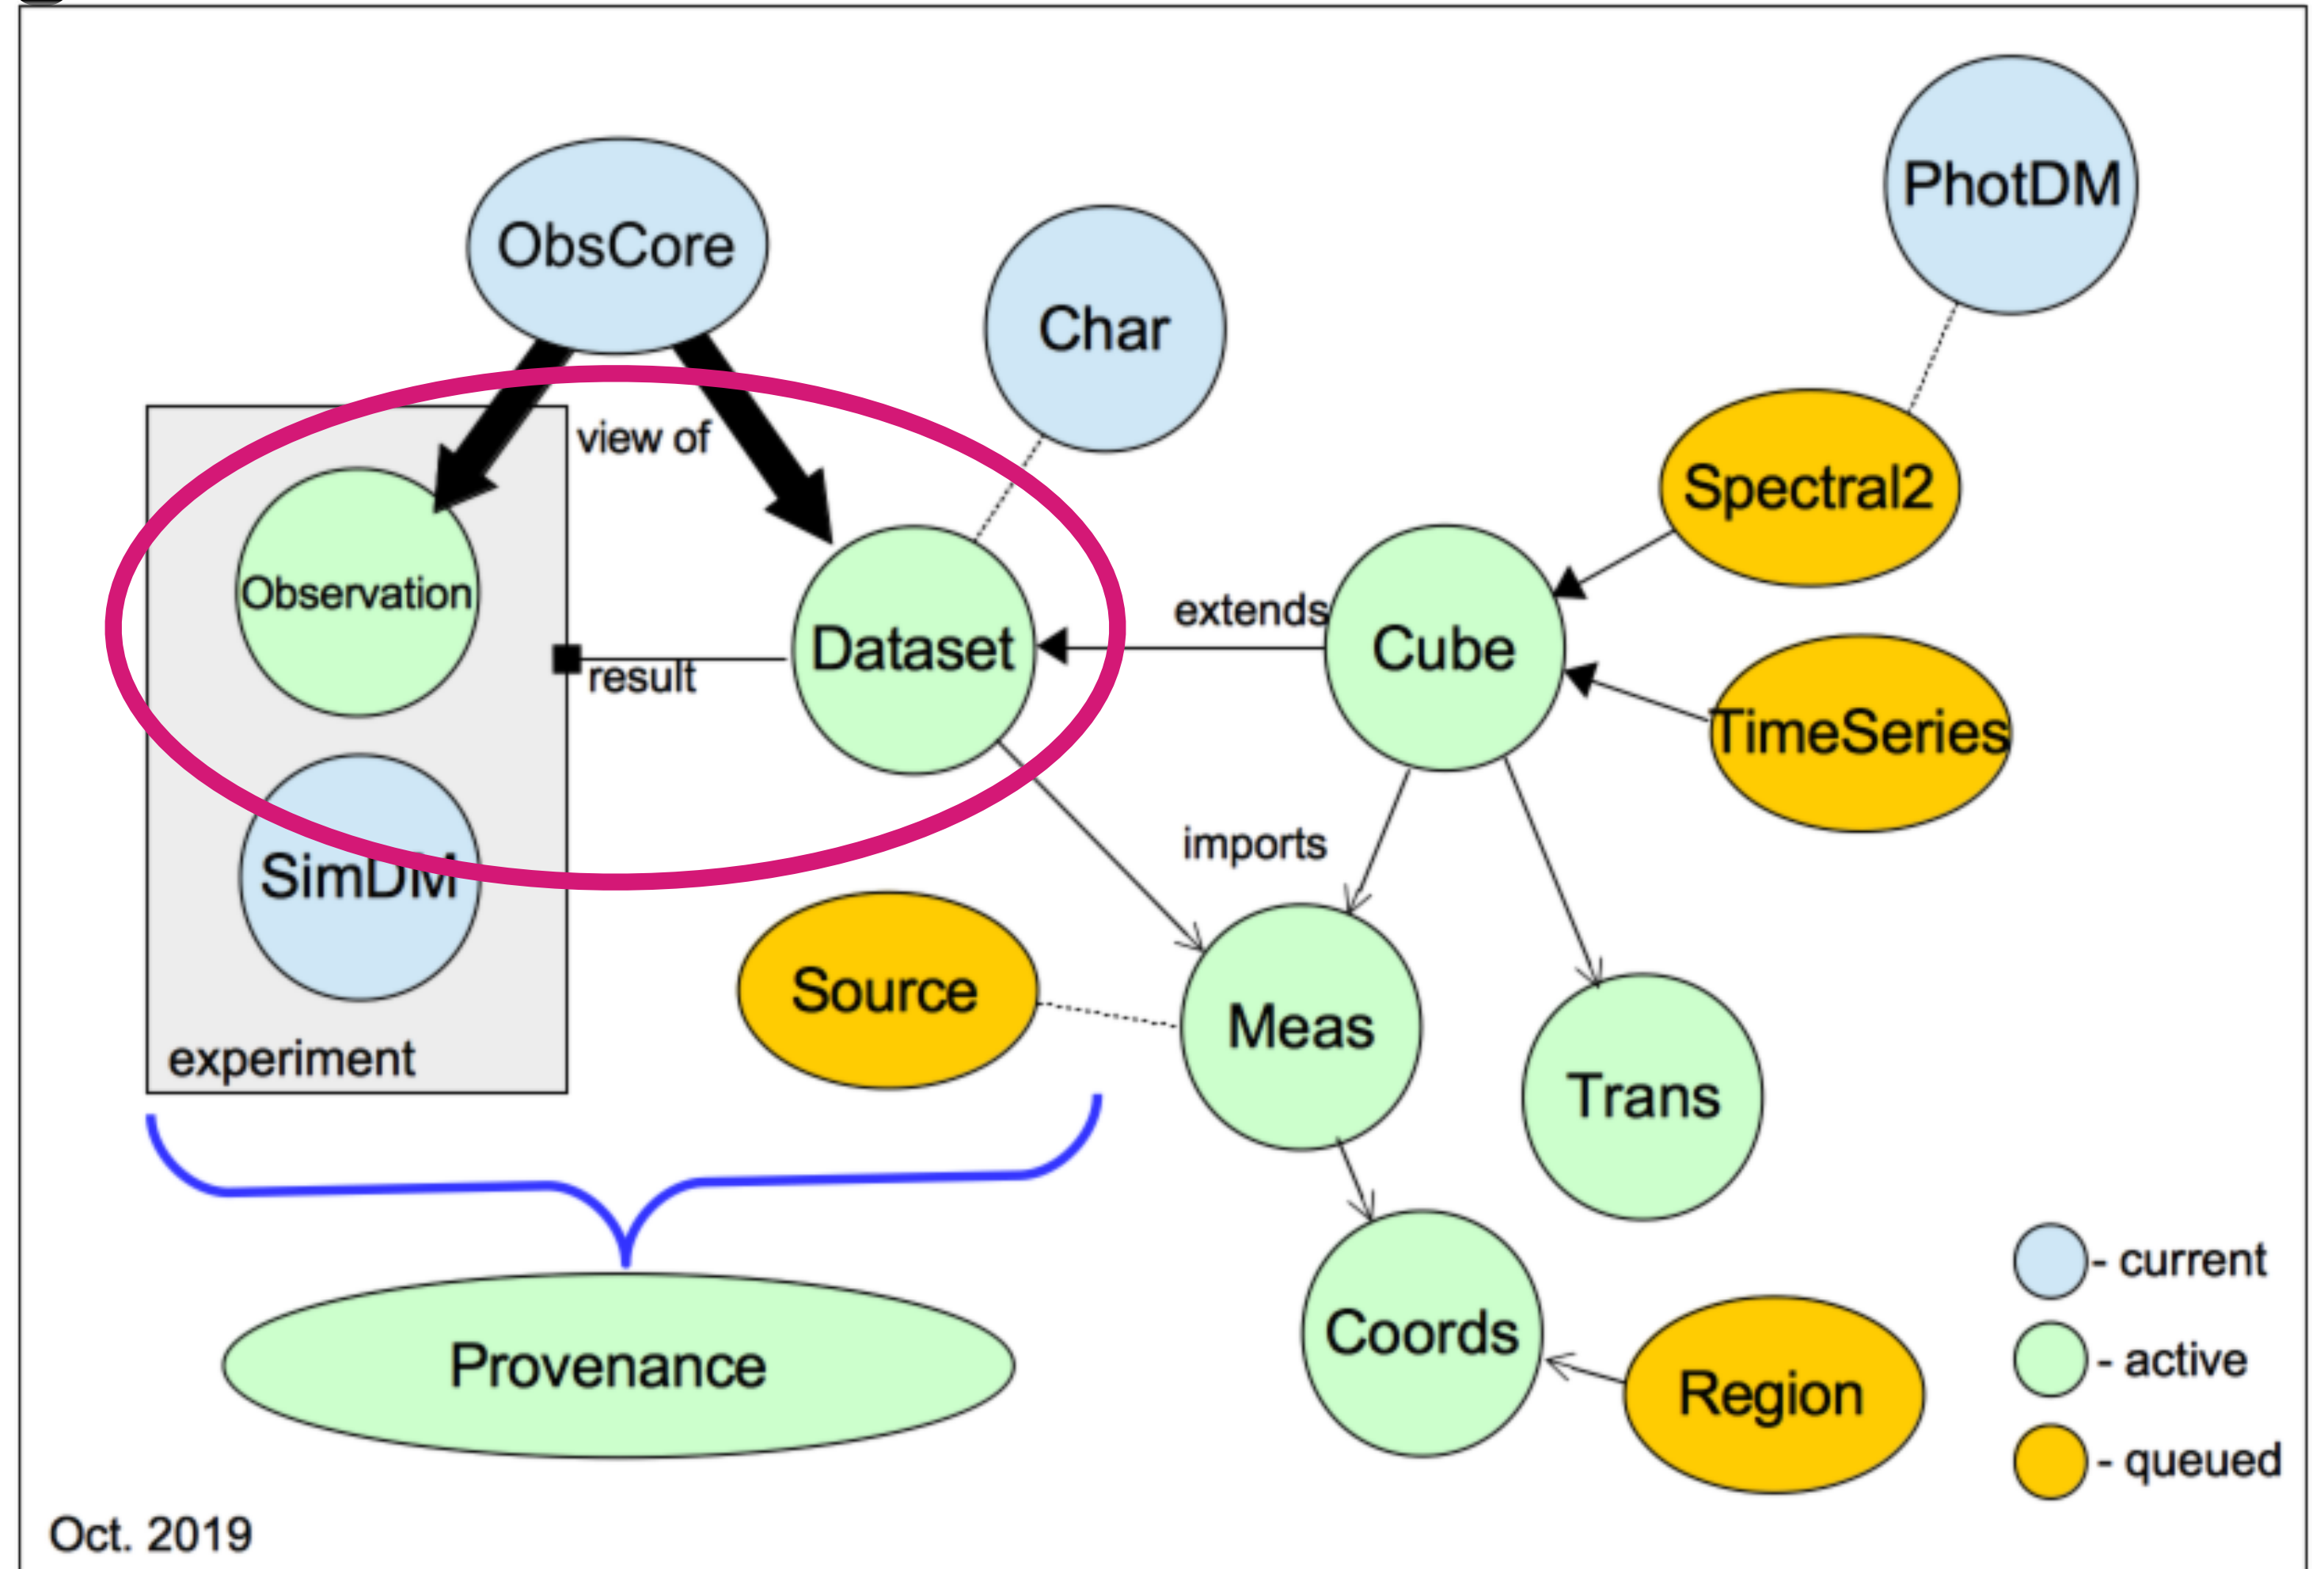 PhotDM
ObsCore
Char
view of
Spectral2
Observation
extends
Dataset
Cube
result
TimeSeries
imports
SimDM
Source
Meas
experiment
Trans
- current
Coords
Provenance
- active
Region
- queued
Oct. 2019